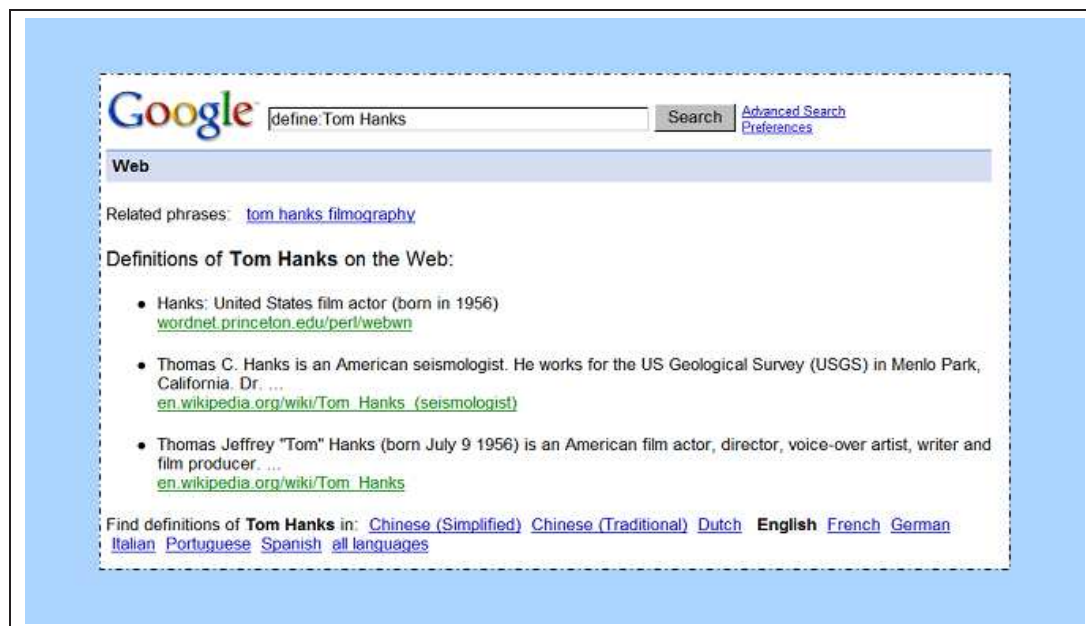 Google™ define:Tom Hanks Search Advanced Search
Preferences
Web
Related phrases: tom hanks filmography
Definitions of Tom Hanks on the Web:
• Hanks: United States film actor (born in 1956)
wordnet.princeton.edu/perl/webwn
• Thomas C. Hanks is an American seismologist. He works for the US Geological Survey (USGS) in Menlo Park,
California. Dr. ...
en.wikipedia.org/wiki/Tom_Hanks_(seismologist)
• Thomas Jeffrey "Tom" Hanks (born July 9 1956) is an American film actor, director, voice-over artist, writer and
film producer. ...
en.wikipedia.org/wiki/Tom_Hanks
Find definitions of Tom Hanks in: Chinese (Simplified) Chinese (Traditional) Dutch English French German
Italian Portuguese Spanish all languages